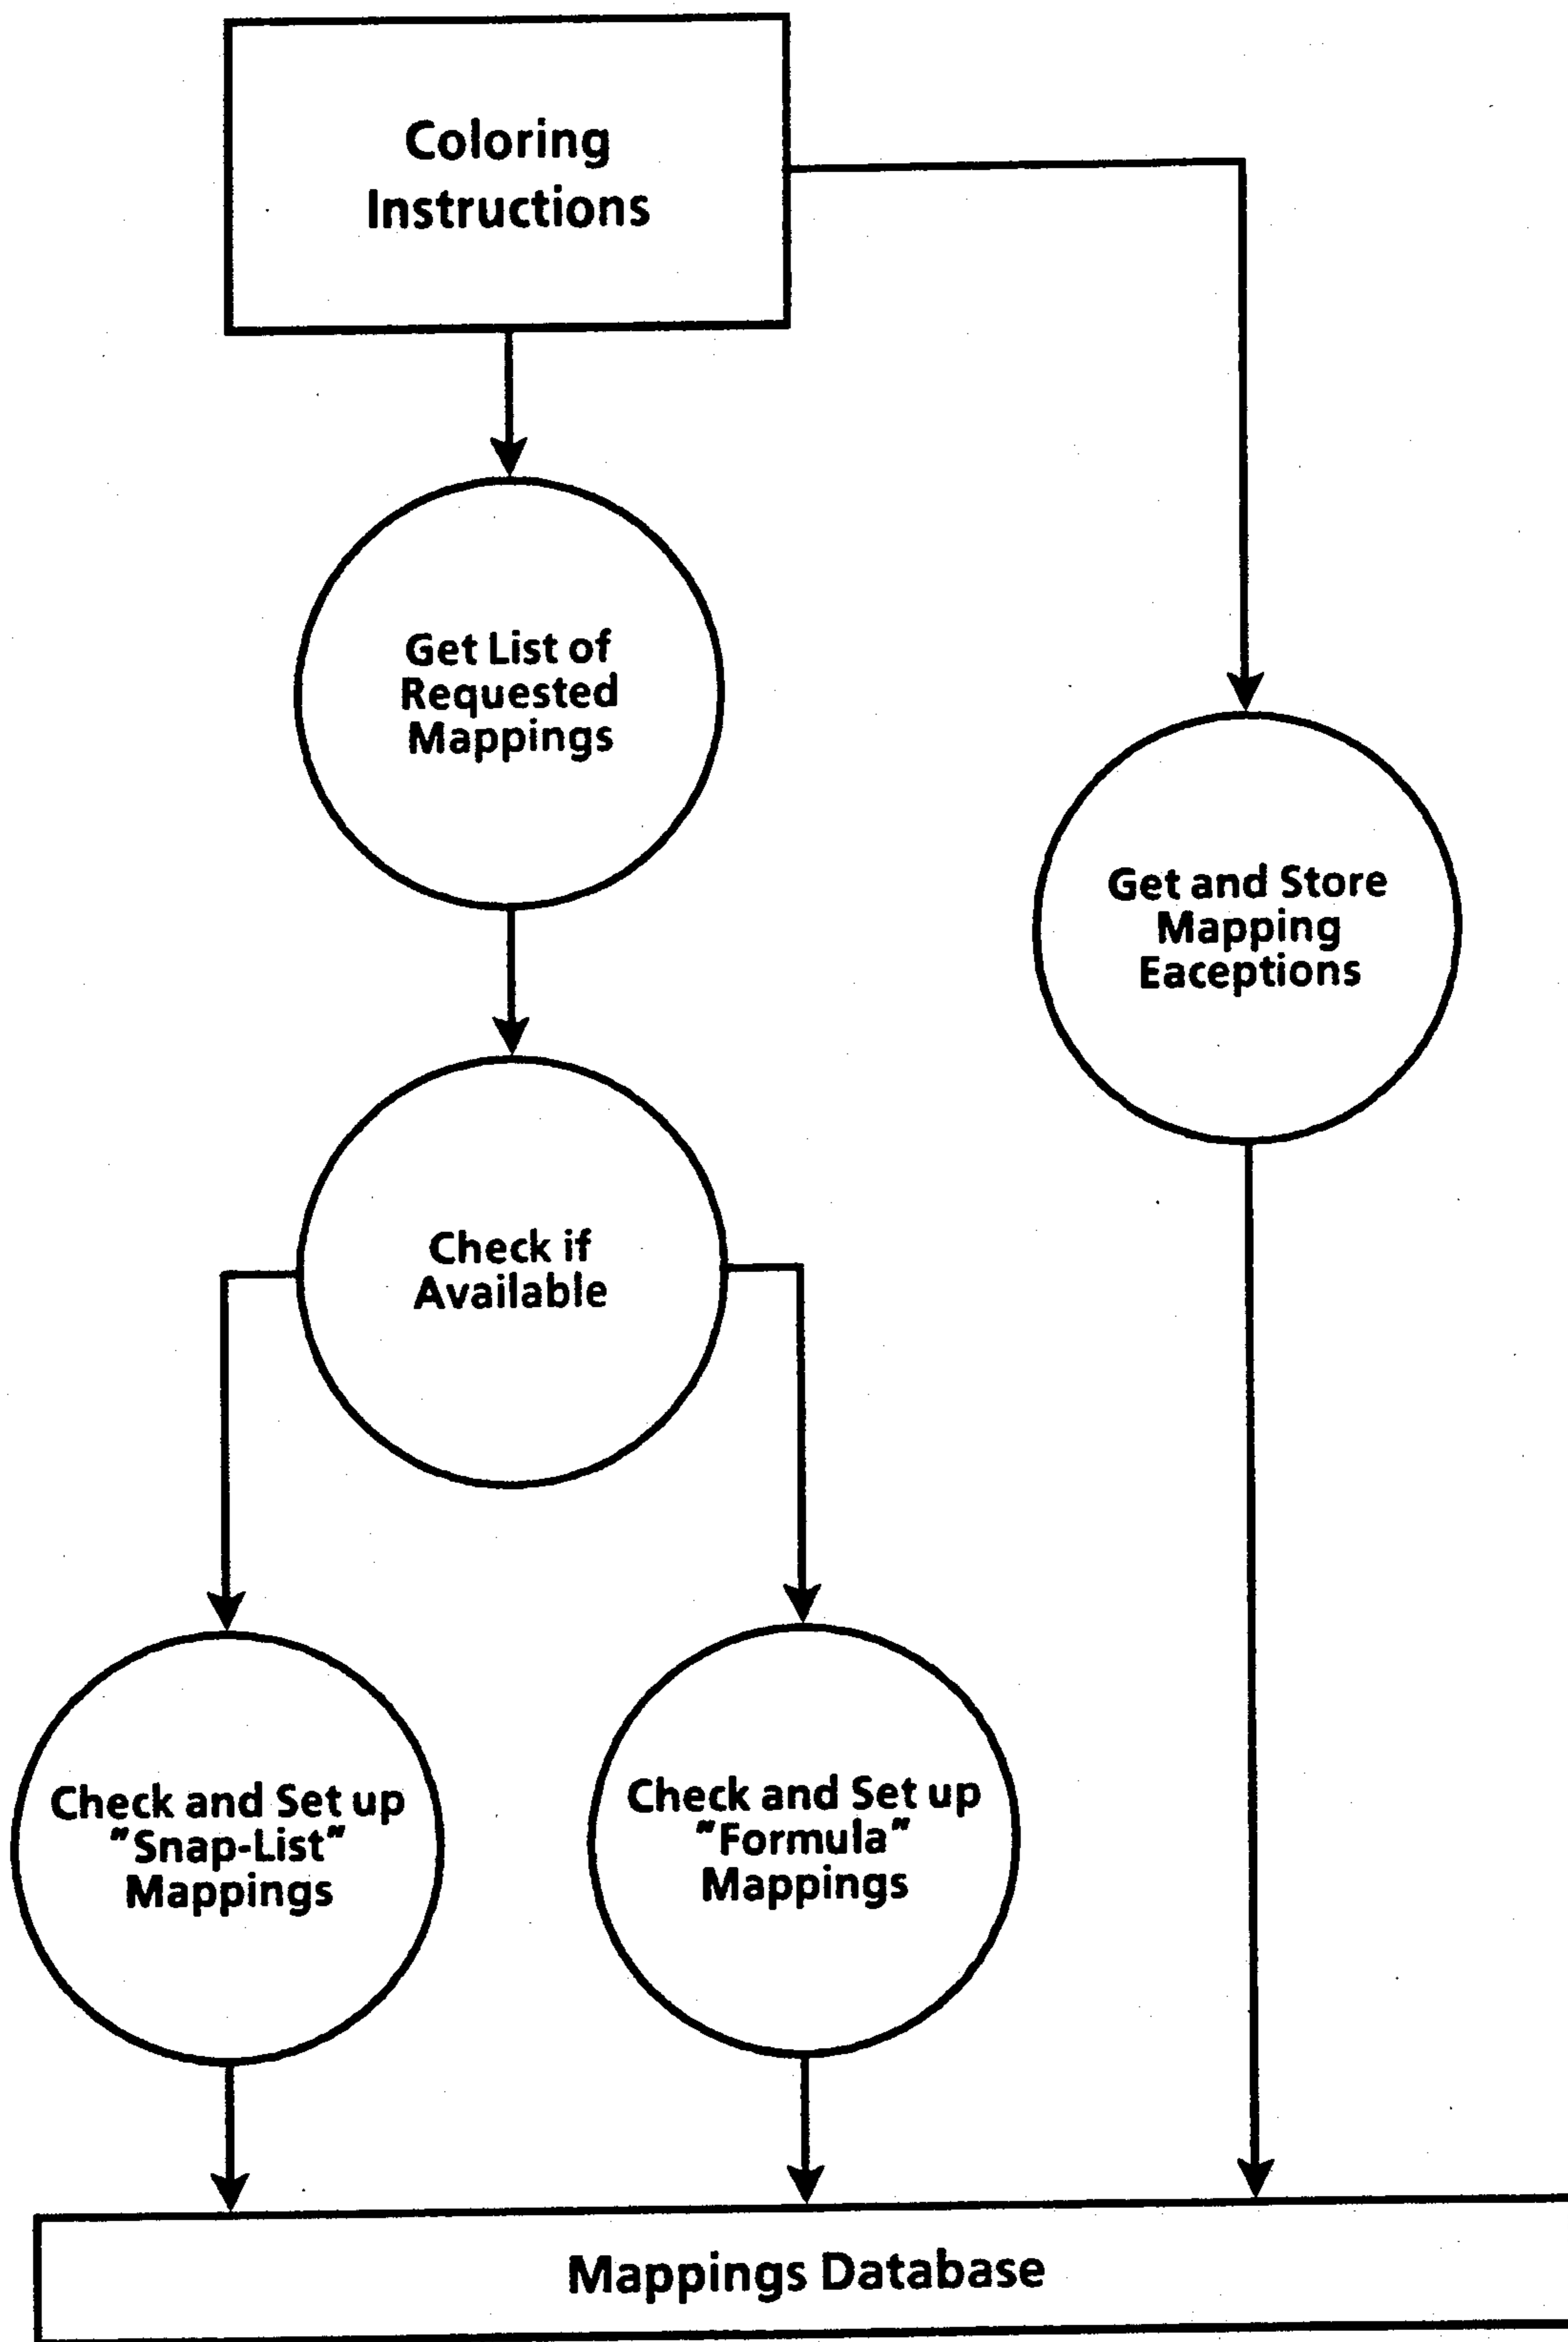 Coloring
Instructions
Get List of
Requested
Mappings
Get and Store
Mapping
Eaceptions
Check if
Available
Check and Set up
"Snap-List"
Mappings
Check and Set up
"Formula"
Mappings
Mappings Database